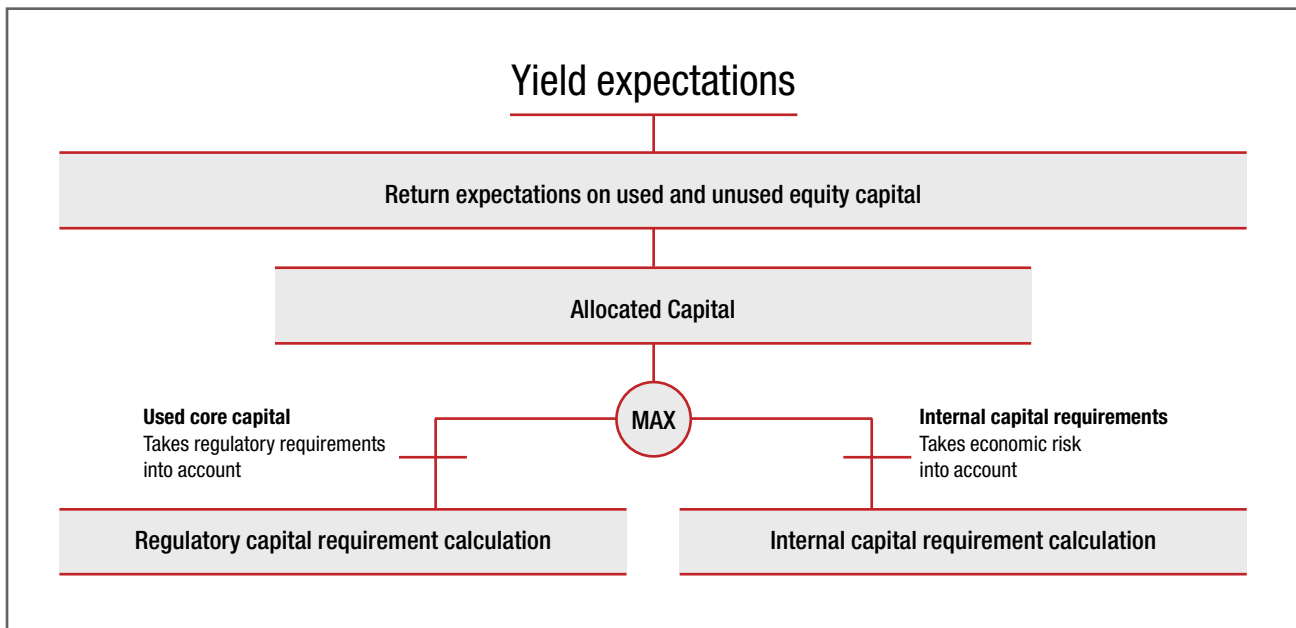 Yield expectations
Return expectations on used and unused equity capital
Allocated Capital
MAX
Used core capital
Takes regulatory requirements
into account
Internal capital requirements
Takes economic risk
into account
Regulatory capital requirement calculation
Internal capital requirement calculation